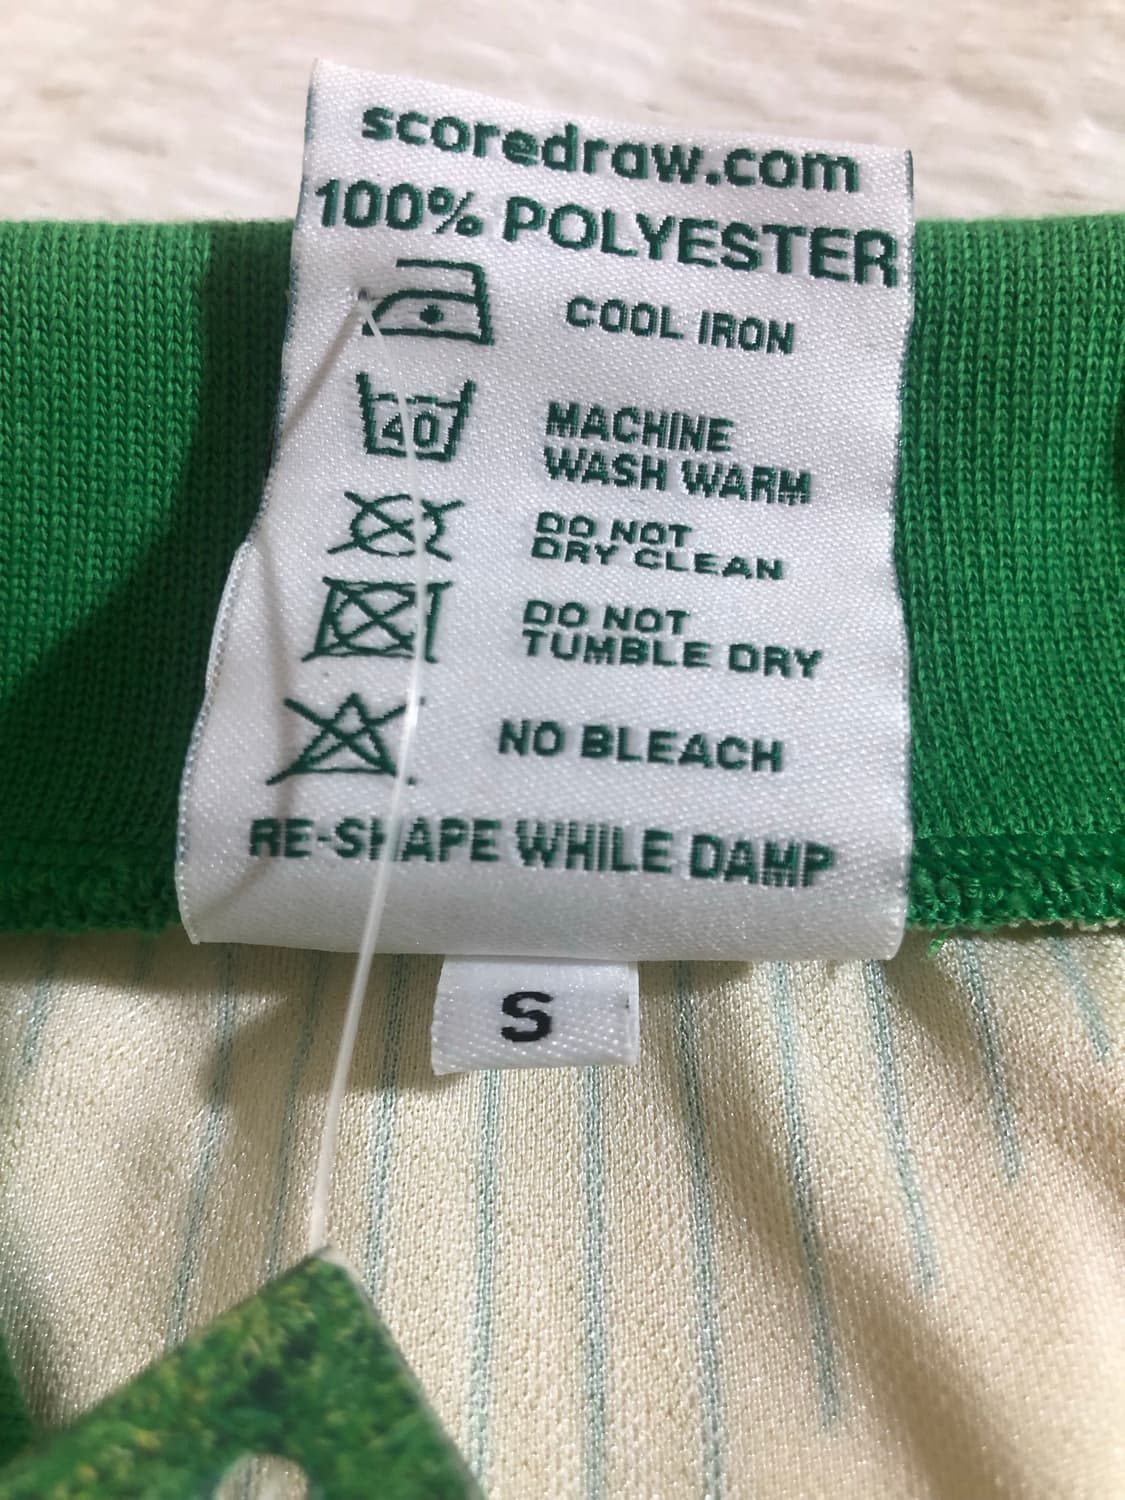 scoredraw.com
100% POLYESTER
COOL IRON
40
MACHINE
WASH WARM
DO NOT
DRY CLEAN
DO NOT
TUMBLE DRY
NO BLEACH
RE-SHAPE WHILE DAMP
S